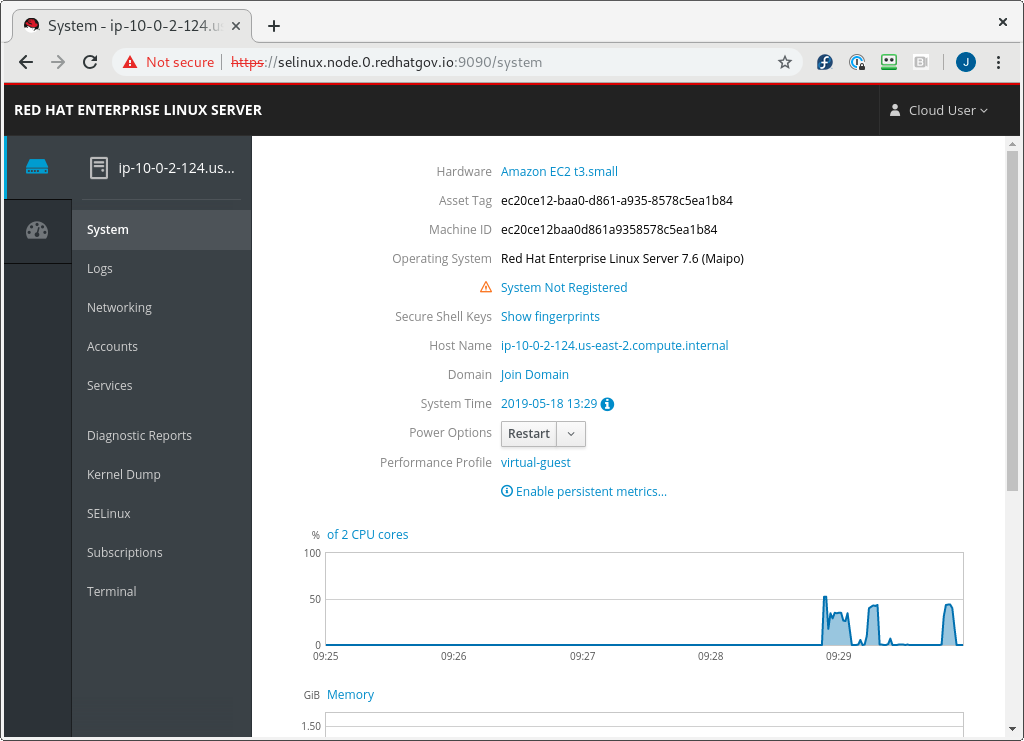 System - ip-10-0-2-124.us
Not secure https://selinux.node.0.redhatgov.io:9090/system
J
RED HAT ENTERPRISE LINUX SERVER
Cloud User
ip-10-0-2-124.us...
System
Logs
Networking
Accounts
Services
Diagnostic Reports
Kernel Dump
SELinux
Subscriptions
Terminal
Hardware Amazon EC2 t3.small
Asset Tag ec20ce12-baa0-d861-a935-8578c5ea1b84
Machine ID ec20ce12baa0d861a9358578c5ea1b84
Operating System Red Hat Enterprise Linux Server 7.6 (Maipo)
System Not Registered
Secure Shell Keys Show fingerprints
Host Name ip-10-0-2-124.us-east-2.compute.internal
Domain Join Domain
System Time 2019-05-18 13:29
Power Options Restart
Performance Profile virtual-guest
Enable persistent metrics...
% of 2 CPU cores
100
50
0
09:25 09:26 09:27 09:28 09:29
GiB Memory
1.50